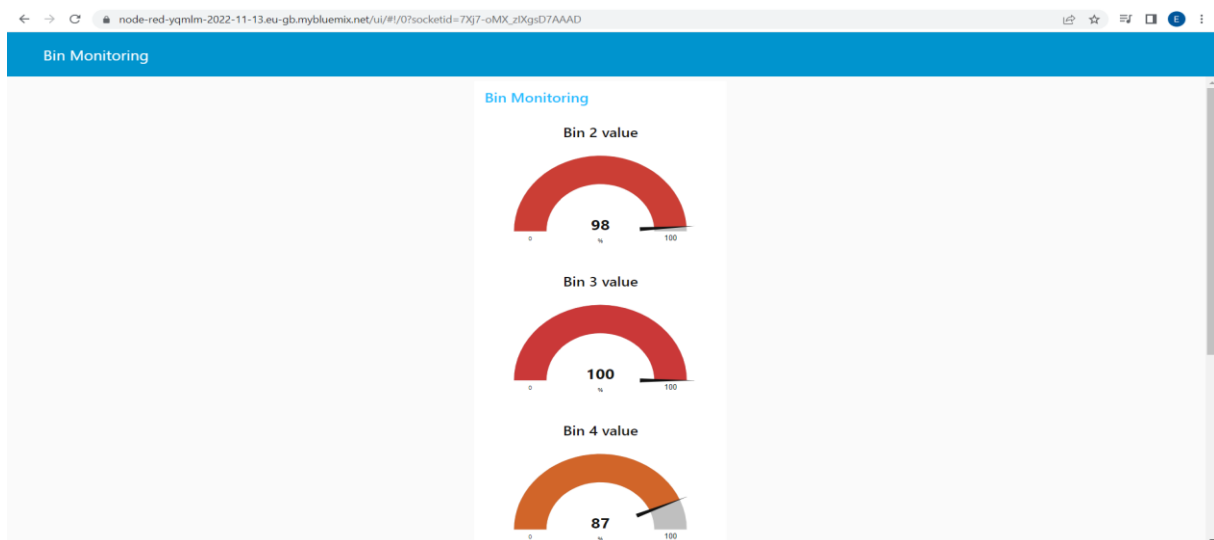 node-red-yqmlm-2022-11-13.eu-gb.mybluemix.net/ui/#!/0?socketid=7Xj7-oMX_zIXgsD7AAAD
E
Bin Monitoring
Bin Monitoring
Bin 2 value
98
0 % 100
Bin 3 value
100
0 % 100
Bin 4 value
87
0 % 100